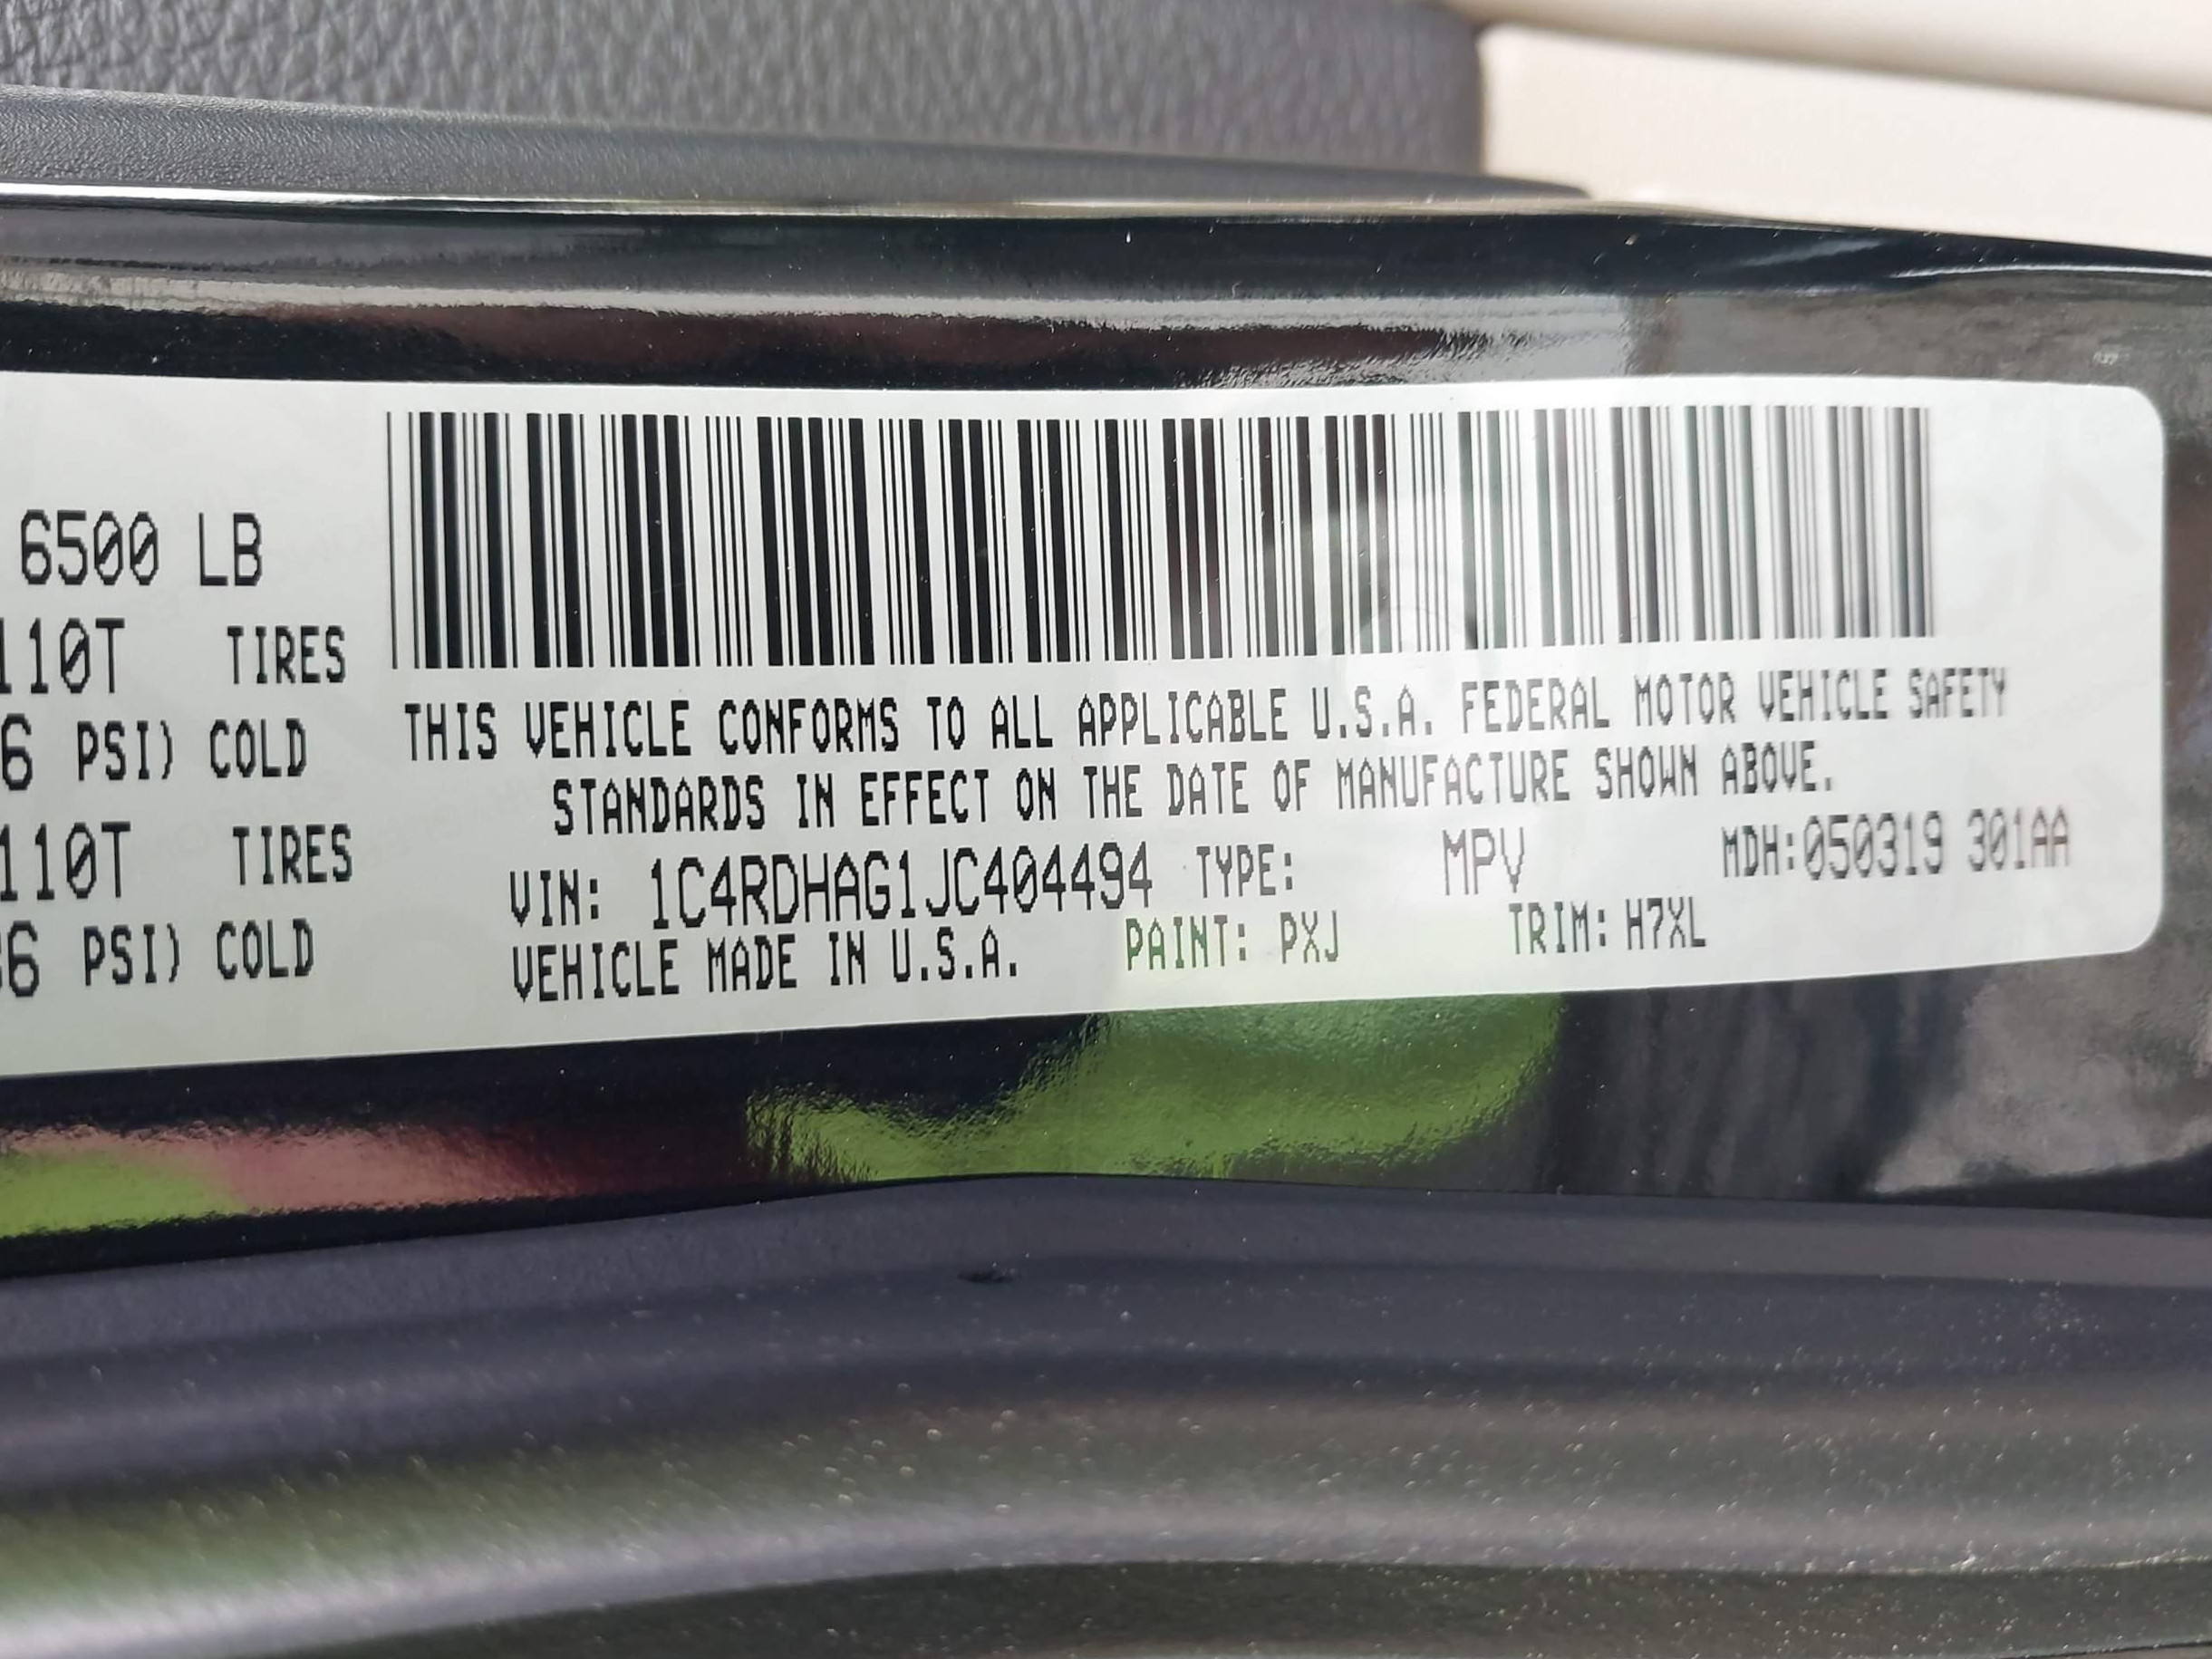 6500 LB
110T TIRES
6 PSI) COLD
110T TIRES
36 PSI) COLD
THIS VEHICLE CONFORMS TO ALL APPLICABLE U.S.A. FEDERAL MOTOR VEHICLE SAFETY
STANDARDS IN EFFECT ON THE DATE OF MANUFACTURE SHOWN ABOVE.
VIN: 1C4RDHAG1JC404494 TYPE: MPV MDH:050319 301AA
VEHICLE MADE IN U.S.A. PAINT: PXJ TRIM: H7XL